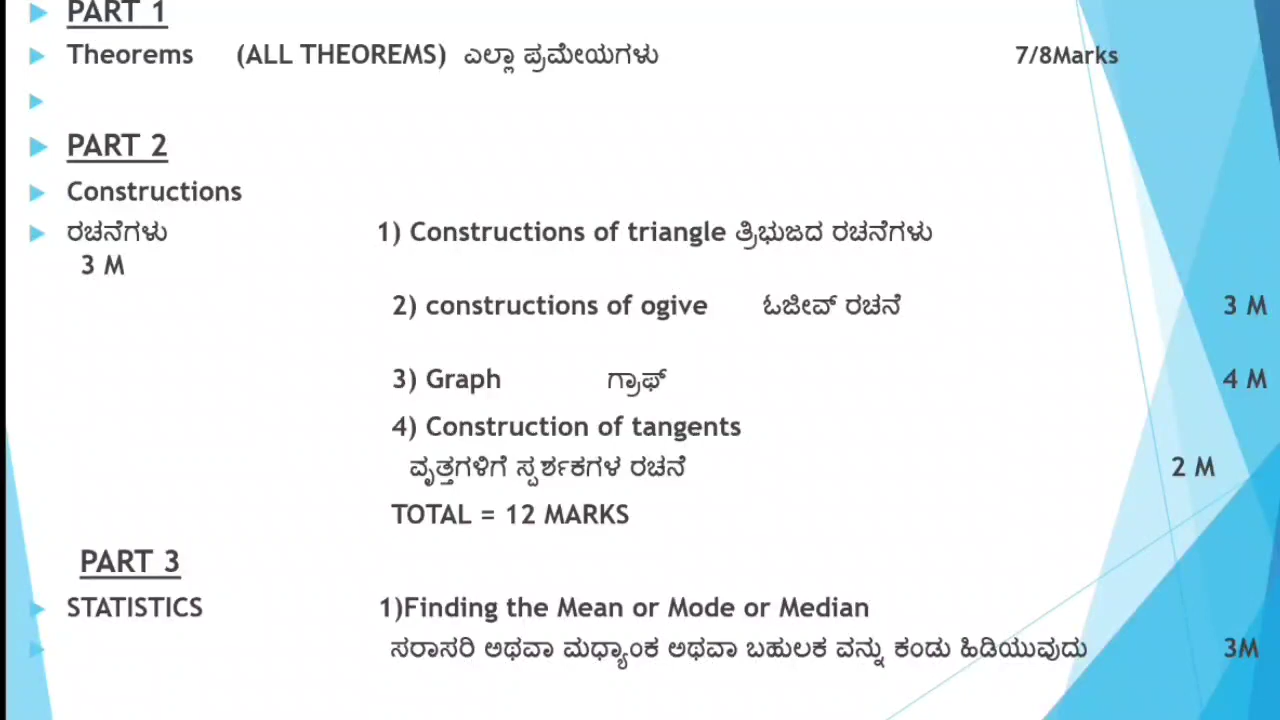 PART 1
Theorems (ALL THEOREMS) ಎಲ್ಲಾ ಪ್ರಮೇಯಗಳು 7/8Marks
PART 2
Constructions
ರಚನೆಗಳು 1) Constructions of triangle ತ್ರಿಭುಜದ ರಚನೆಗಳು
3 M
2) constructions of ogive ಓಜೀವ್ ರಚನೆ 3 M
3) Graph ಗ್ರಾಫ್ 4 M
4) Construction of tangents
ವೃತ್ತಗಳಿಗೆ ಸ್ಪರ್ಶಕಗಳ ರಚನೆ 2 M
TOTAL = 12 MARKS
PART 3
STATISTICS 1)Finding the Mean or Mode or Median
ಸರಾಸರಿ ಅಥವಾ ಮಧ್ಯಾಂಕ ಅಥವಾ ಬಹುಲಕ ವನ್ನು ಕಂಡು ಹಿಡಿಯುವುದು 3M